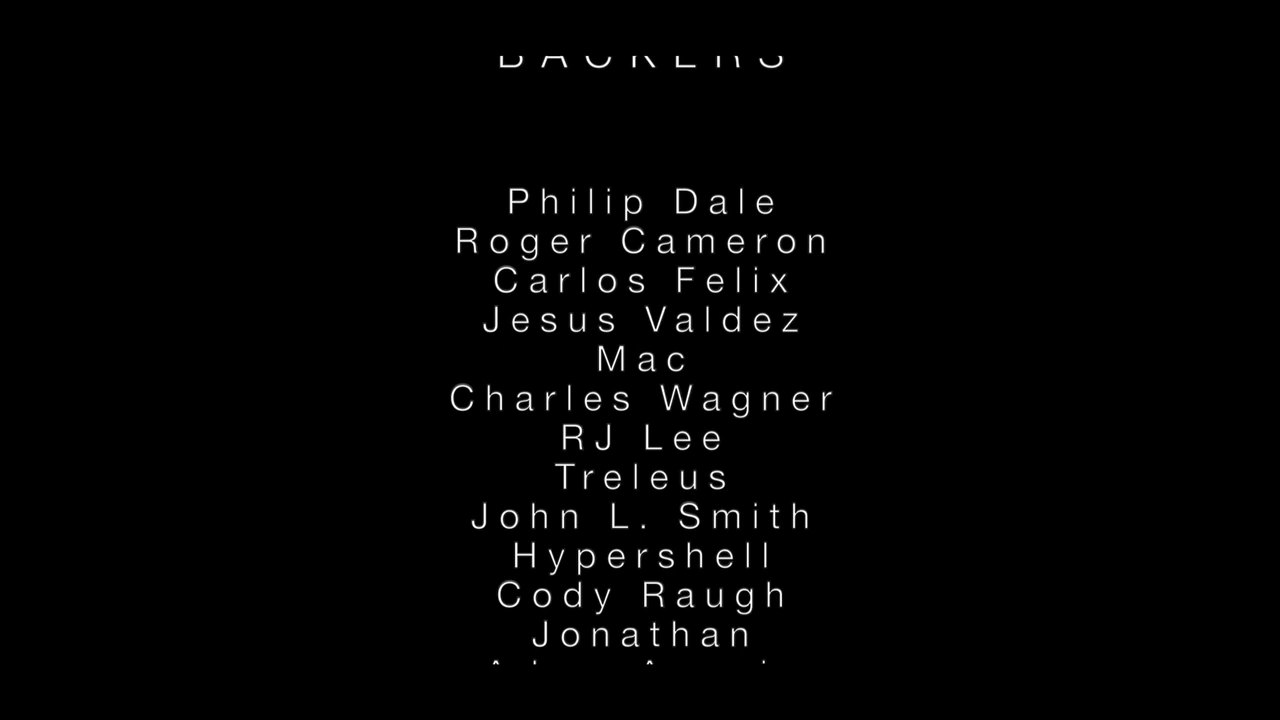 BACKERS
Philip Dale
Roger Cameron
Carlos Felix
Jesus Valdez
Mac
Charles Wagner
RJ Lee
Treleus
John L. Smith
Hypershell
Cody Raugh
Jonathan